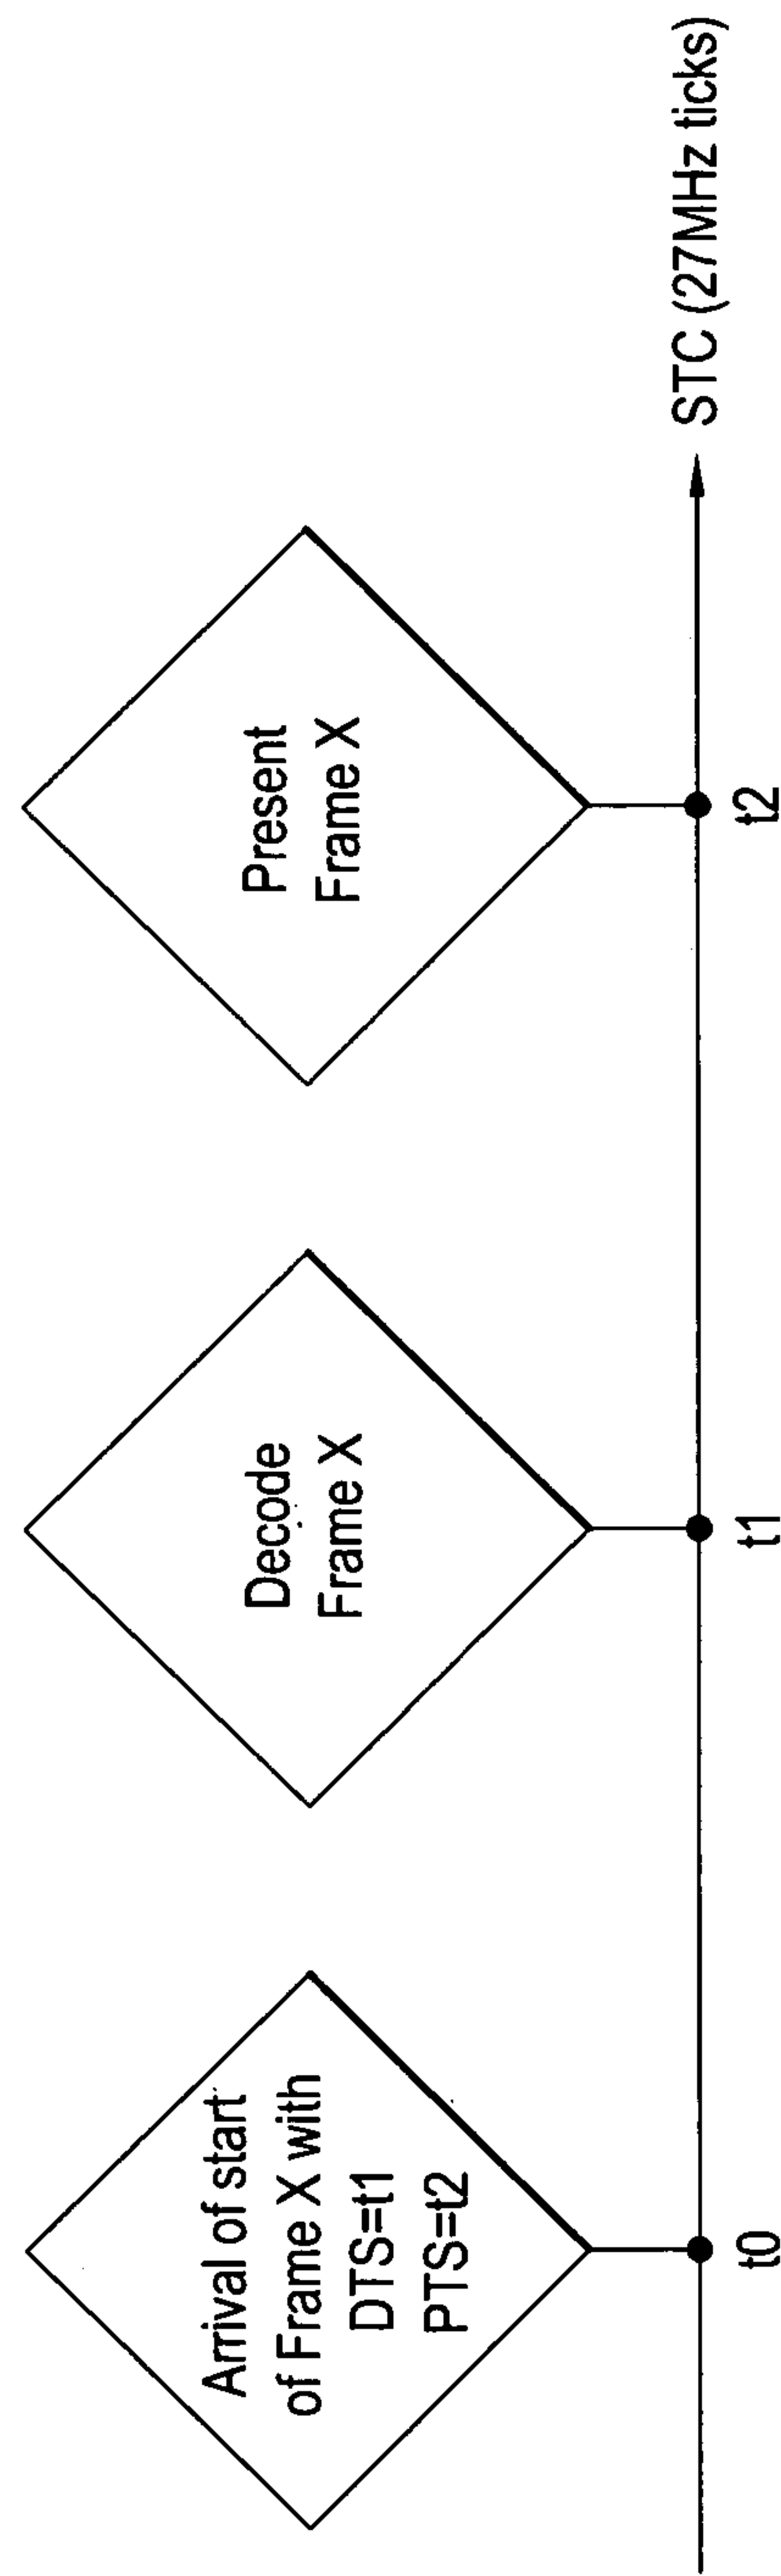 Arrival of start
of Frame X with
DTS=t1
PTS=t2
Decode
Frame X
Present
Frame X
t0
t1
t2
STC (27MHz ticks)